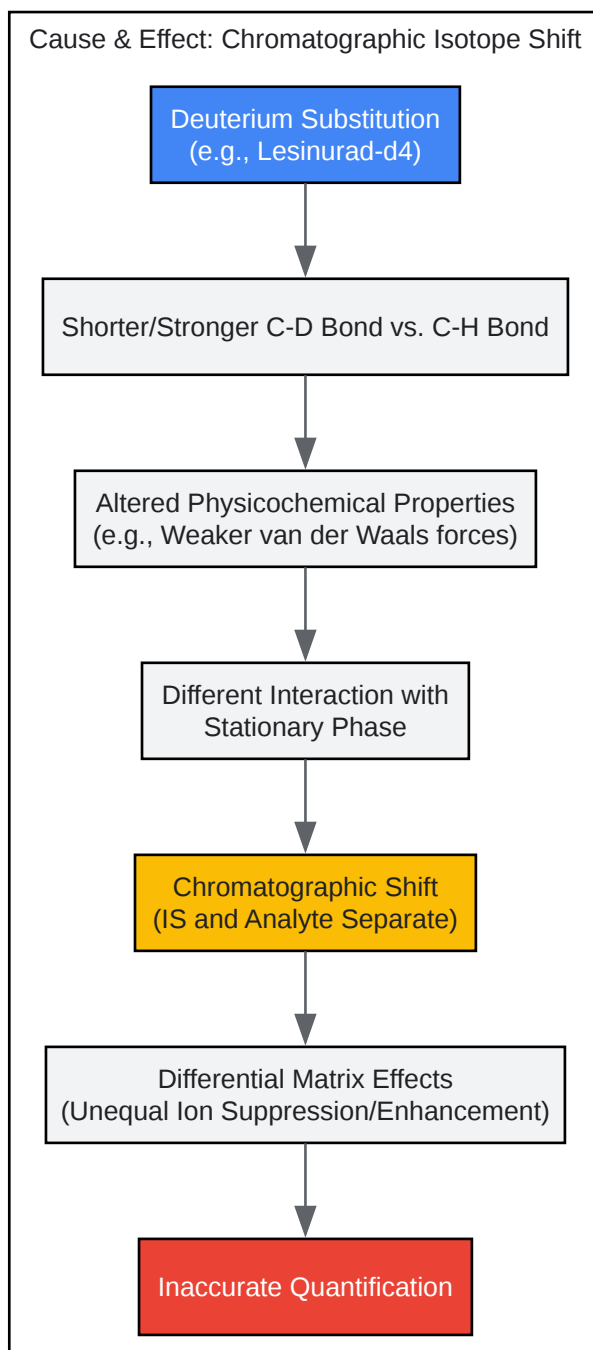 Cause & Effect: Chromatographic Isotope Shift
Deuterium Substitution
(e.g., Lesinurad-d4)
Shorter/Stronger C-D Bond vs. C-H Bond
Altered Physicochemical Properties
(e.g., Weaker van der Waals forces)
Different Interaction with
Stationary Phase
Chromatographic Shift
(IS and Analyte Separate)
Differential Matrix Effects
(Unequal Ion Suppression/Enhancement)
Inaccurate Quantification